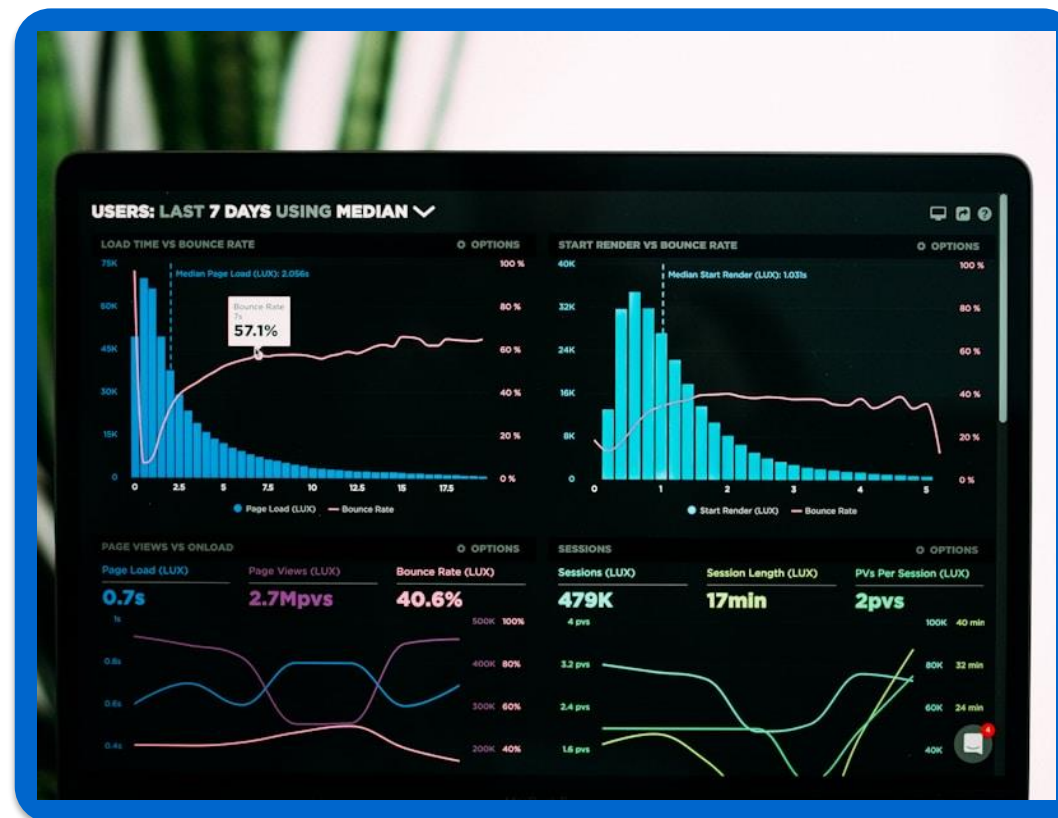 USERS: LAST 7 DAYS USING MEDIAN
LOAD TIME VS BOUNCE RATE
OPTIONS
75K
100 %
Median Page Load (LUX): 2.056s
60K
80 %
Bounce Rate
7s
57.1%
45K
60 %
30K
40 %
15K
20 %
0
0 %
0 2.5 5 7.5 10 12.5 15 17.5
Page Load (LUX) Bounce Rate
START RENDER VS BOUNCE RATE
OPTIONS
40K
100 %
Median Start Render (LUX): 1.031s
32K
80 %
24K
60 %
16K
40 %
8K
20 %
0
0 %
0 1 2 3 4 5
Start Render (LUX) Bounce Rate
PAGE VIEWS VS ONLOAD
OPTIONS
Page Load (LUX) Page Views (LUX) Bounce Rate (LUX)
0.7s 2.7Mpvs 40.6%
1s 500K 100%
0.8s 400K 80%
0.6s 300K 60%
0.4s 200K 40%
SESSIONS
OPTIONS
Sessions (LUX) Session Length (LUX) PVs Per Session (LUX)
479K 17min 2pvs
4 pvs 100K 40 min
3.2 pvs 80K 32 min
2.4 pvs 60K 24 min
1.6 pvs 40K
4